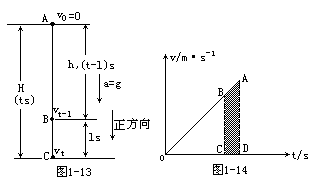 A v₀=0
H
(ts)
h,(t-1)s
a=g
B v_{t-1}
1s
正方向
C v_t
图1-13
v/m·s⁻¹
A
B
0
C
D
t/s
图1-14